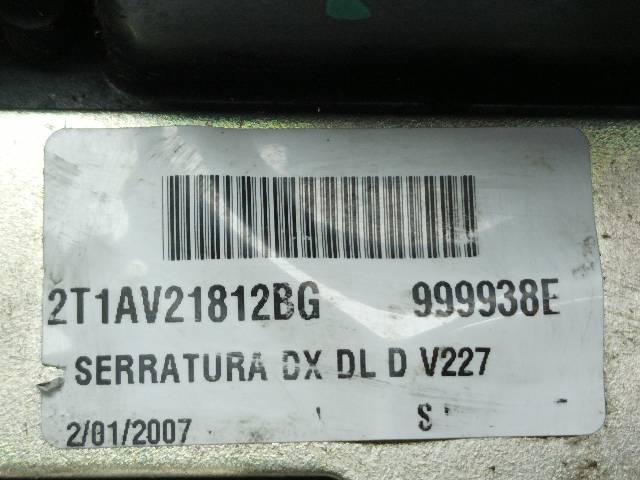 2T1AV21812BG 999938E
SERRATURA DX DL D V227
2/01/2007 S